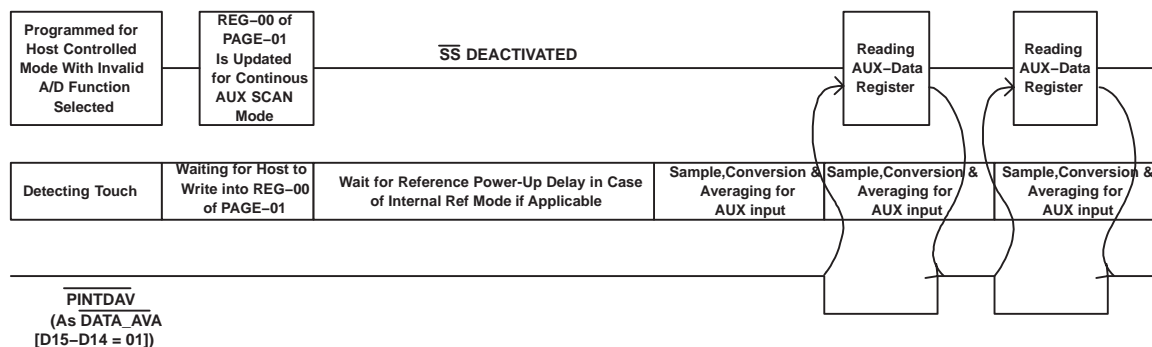 Programmed for
Host Controlled
Mode With Invalid
A/D Function
Selected
REG−00 of
PAGE−01
Is Updated
for Continous
AUX SCAN
Mode
SS DEACTIVATED
Reading
AUX−Data
Register
Reading
AUX−Data
Register
Detecting Touch
Waiting for Host to
Write into REG−00
of PAGE−01
Wait for Reference Power−Up Delay in Case
of Internal Ref Mode if Applicable
Sample,Conversion &
Averaging for
AUX input
Sample,Conversion &
Averaging for
AUX input
Sample,Conversion &
Averaging for
AUX input
PINTDAV
(As DATA_AVA
[D15−D14 = 01])